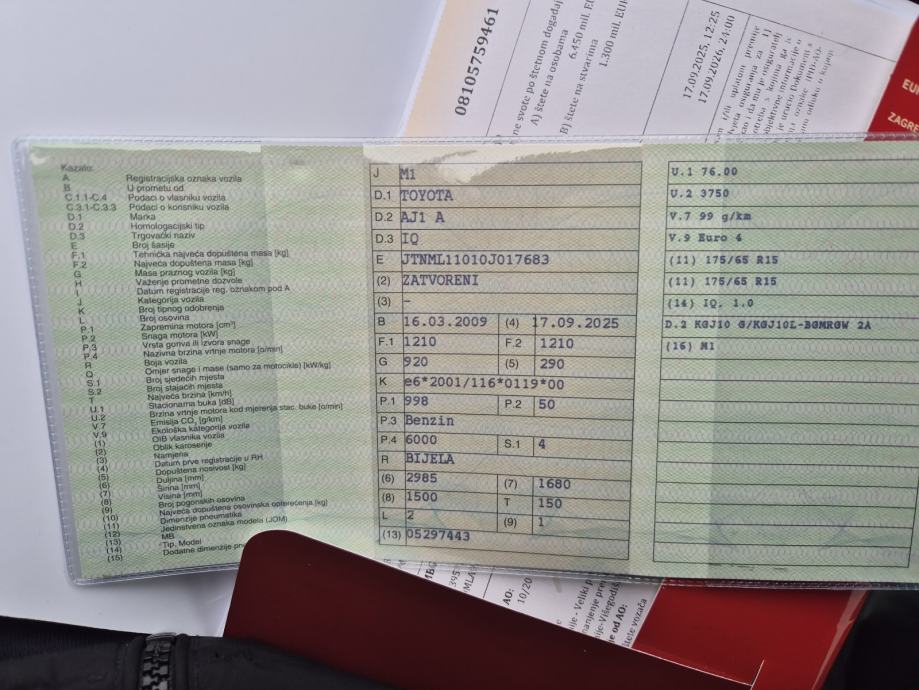 08105759461
ne svote po štetnom događaj
A) štete na osobama
6.450 mil. EU
B) štete na stvarima
1.300 mil. EUR
17.09.2025, 12:25
17.09.2026, 24:00
EU
ZAGRE
Kazalo:
A Registracijska oznaka vozila
B U prometu od
C.1.1-C.4 Podaci o vlasniku vozila
C.3.1-C.3.3 Podaci o korisniku vozila
D.1 Marka
D.2 Homologacijski tip
D.3 Trgovački naziv
E Broj šasije
F.1 Tehnička najveća dopuštena masa [kg]
F.2 Najveća dopuštena masa [kg]
G Masa praznog vozila [kg]
H Važenje prometne dozvole
I Datum registracije reg. oznakom pod A
J Kategorija vozila
K Broj tipnog odobrenja
L Broj osovina
P.1 Zapremina motora [cm³]
P.2 Snaga motora [kW]
P.3 Vrsta goriva ili izvora snage
P.4 Nazivna brzina vrtnje motora [o/min]
R Boja vozila
Q Omjer snage i mase (samo za motocikle) [kW/kg]
S.1 Broj sjedećih mjesta
S.2 Broj stajaćih mjesta
T Najveća brzina [km/h]
U.1 Stacionarna buka [dB]
U.2 Brzina vrtnje motora kod mjerenja stac. buke [o/min]
V.7 Emisija CO₂ [g/km]
V.9 Ekološka kategorija vozila
(1) OIB vlasnika vozila
(2) Oblik karoserije
(3) Namjena
(4) Datum prve registracije u RH
(5) Dopuštena nosivost [kg]
(6) Duljina [mm]
(7) Širina [mm]
(8) Visina [mm]
(9) Broj pogonskih osovina
(10) Najveća dopuštena osovinska opterećenja [kg]
(11) Dimenzije pneumatika
(12) Jedinstvena oznaka modela (JOM)
(13) MB
(14) Tip, Model
(15) Dodatne dimenzije
J M1
D.1 TOYOTA
D.2 AJ1 A
D.3 IQ
E JTNML11010J017683
(2) ZATVORENI
(3) –
B 16.03.2009 (4) 17.09.2025
F.1 1210 F.2 1210
G 920 (5) 290
K e6*2001/116*0119*00
P.1 998 P.2 50
P.3 Benzin
P.4 6000 S.1 4
R BIJELA
(6) 2985 (7) 1680
(8) 1500 T 150
L 2 (9) 1
(13) 05297443
U.1 76.00
U.2 3750
V.7 99 g/km
V.9 Euro 4
(11) 175/65 R15
(11) 175/65 R15
(14) IQ. 1.0
D.2 KGJ10 G/KGJ10L-BGMRGW 2A
(16) M1
AO:
10/20
ije - Veliki p
e od AO:
štete vozača